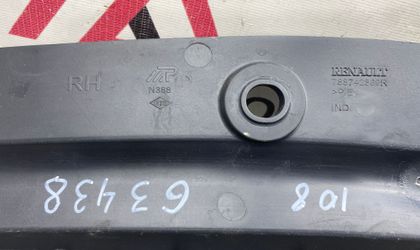 RH
N388
RENAULT
>P/E<
IND
63438
108